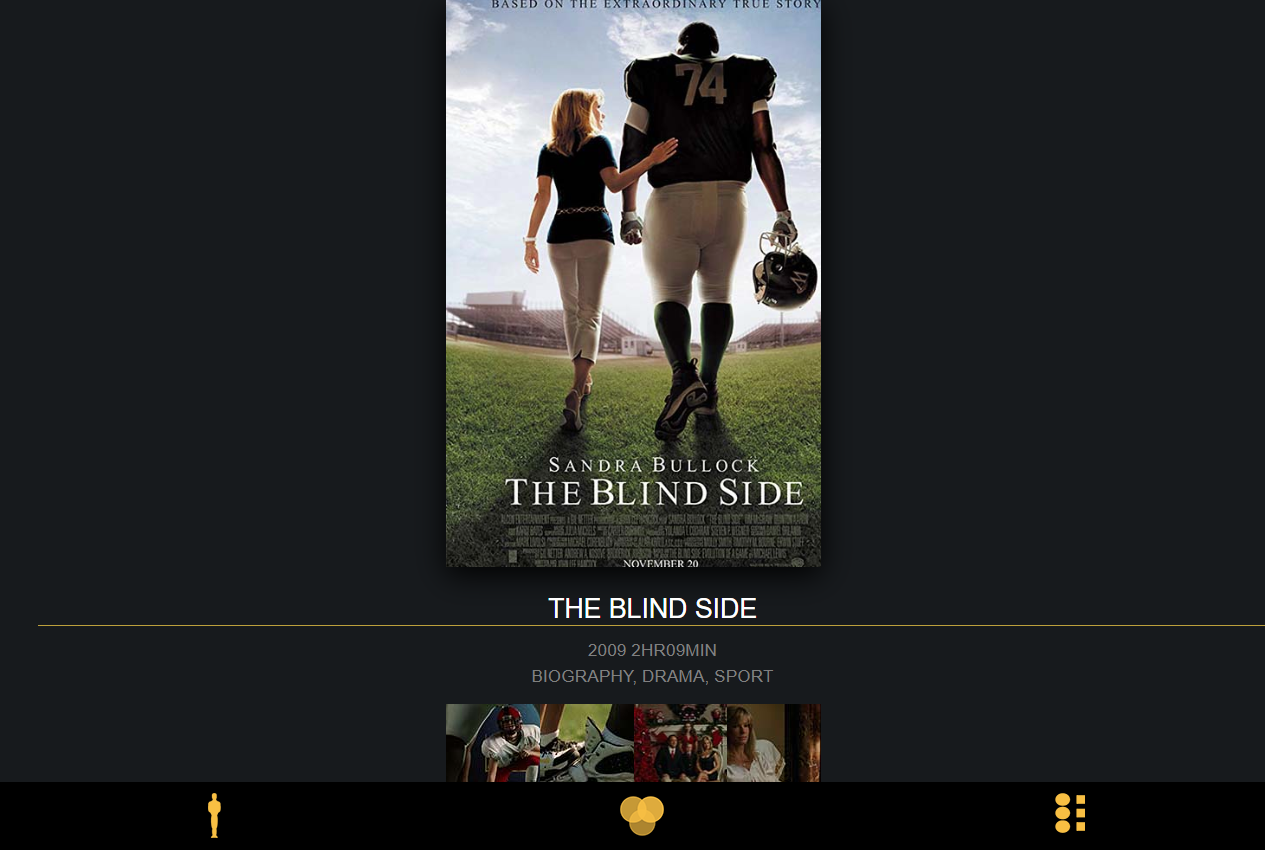 BASED ON THE EXTRAORDINARY TRUE STORY
74
SANDRA BULLOCK
THE BLIND SIDE
NOVEMBER 20
THE BLIND SIDE
2009 2HR09MIN
BIOGRAPHY, DRAMA, SPORT